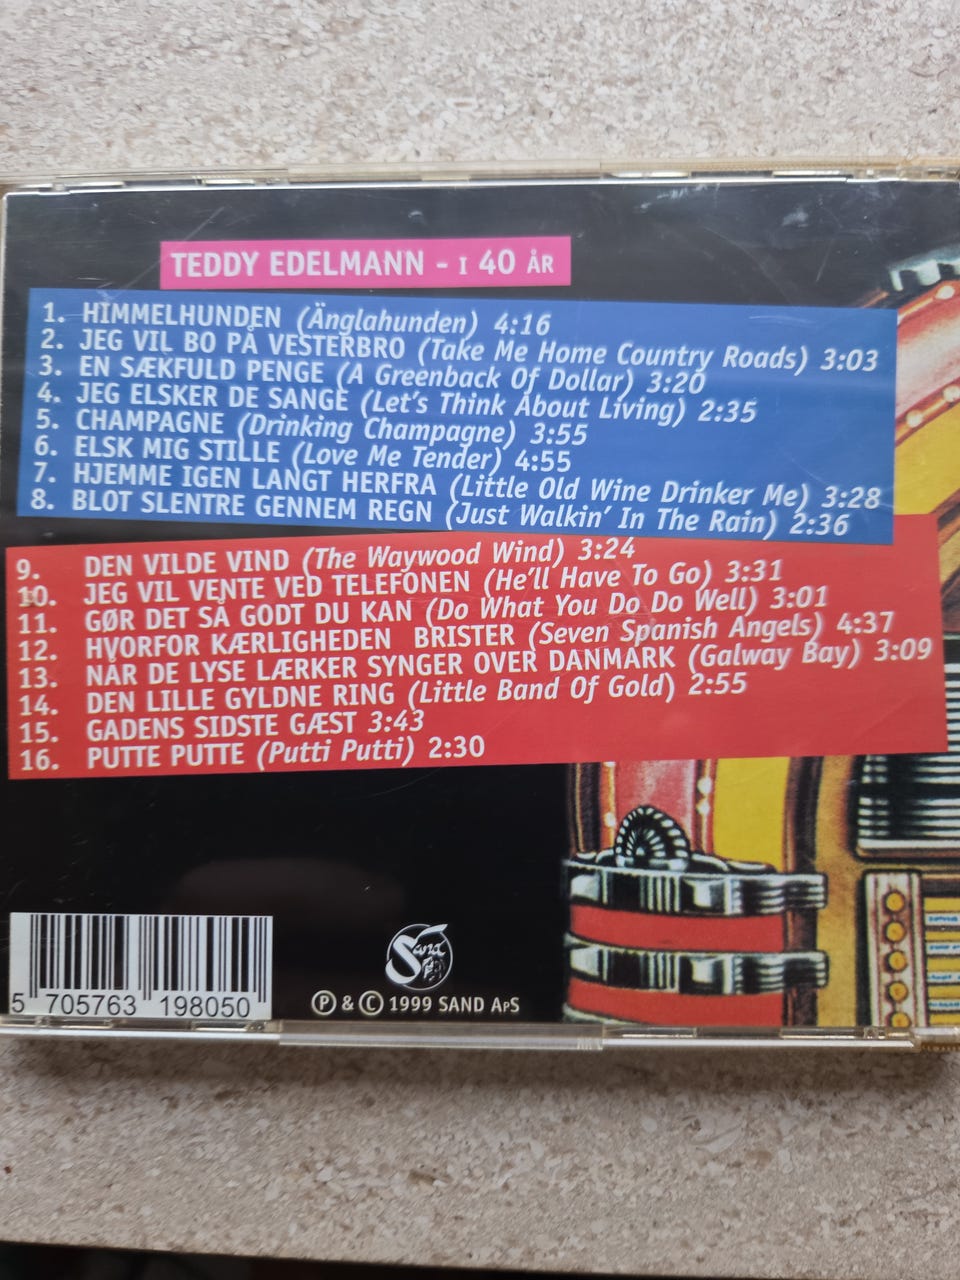 TEDDY EDELMANN - I 40 ÅR
1. HIMMELHUNDEN (Änglahunden) 4:16
2. JEG VIL BO PÅ VESTERBRO (Take Me Home Country Roads) 3:03
3. EN SÆKFULD PENGE (A Greenback Of Dollar) 3:20
4. JEG ELSKER DE SANGE (Let's Think About Living) 2:35
5. CHAMPAGNE (Drinking Champagne) 3:55
6. ELSK MIG STILLE (Love Me Tender) 4:55
7. HJEMME IGEN LANGT HERFRA (Little Old Wine Drinker Me) 3:28
8. BLOT SLENTRE GENNEM REGN (Just Walkin' In The Rain) 2:36
9. DEN VILDE VIND (The Waywood Wind) 3:24
10. JEG VIL VENTE VED TELEFONEN (He'll Have To Go) 3:31
11. GØR DET SÅ GODT DU KAN (Do What You Do Do Well) 3:01
12. HVORFOR KÆRLIGHEDEN BRISTER (Seven Spanish Angels) 4:37
13. NÅR DE LYSE LÆRKER SYNGER OVER DANMARK (Galway Bay) 3:09
14. DEN LILLE GYLDNE RING (Little Band Of Gold) 2:55
15. GADENS SIDSTE GÆST 3:43
16. PUTTE PUTTE (Putti Putti) 2:30
5 705763 198050
Ⓟ & © 1999 SAND ApS